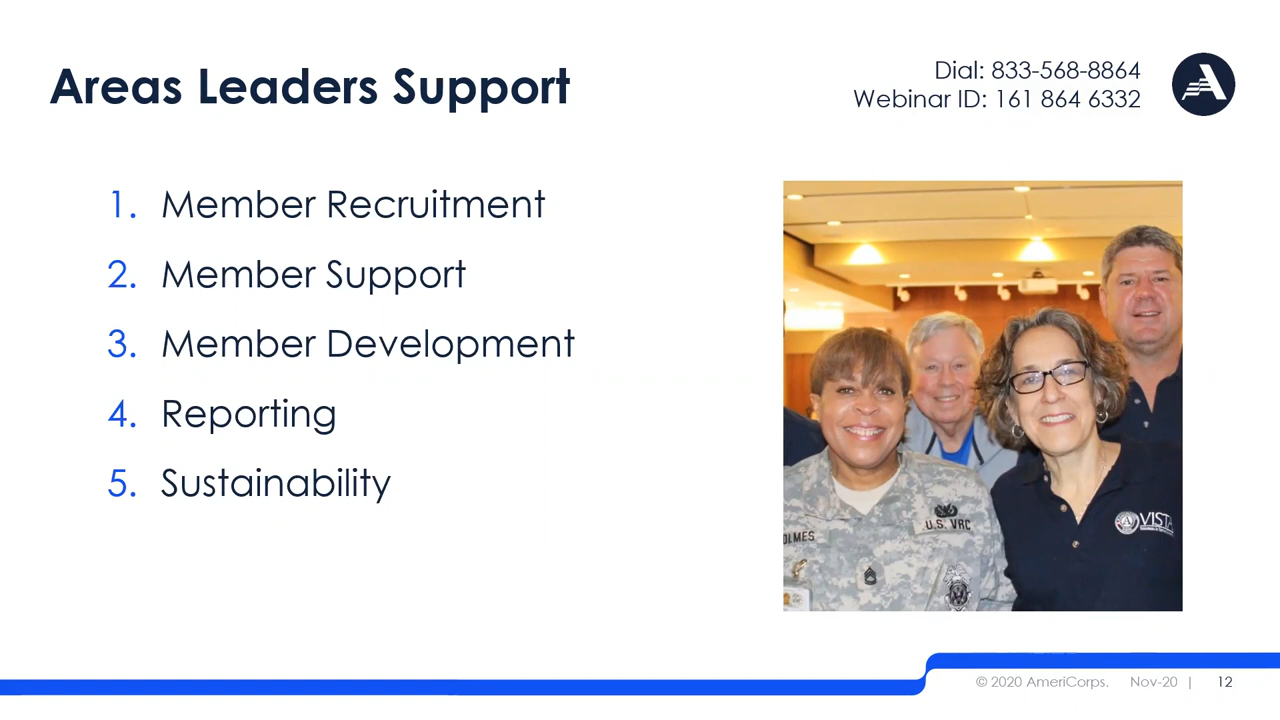 Areas Leaders Support
Dial: 833-568-8864
Webinar ID: 161 864 6332
1. Member Recruitment
2. Member Support
3. Member Development
4. Reporting
5. Sustainability
U.S. VRC
OLMES
VISTA
© 2020 AmeriCorps. Nov-20 | 12